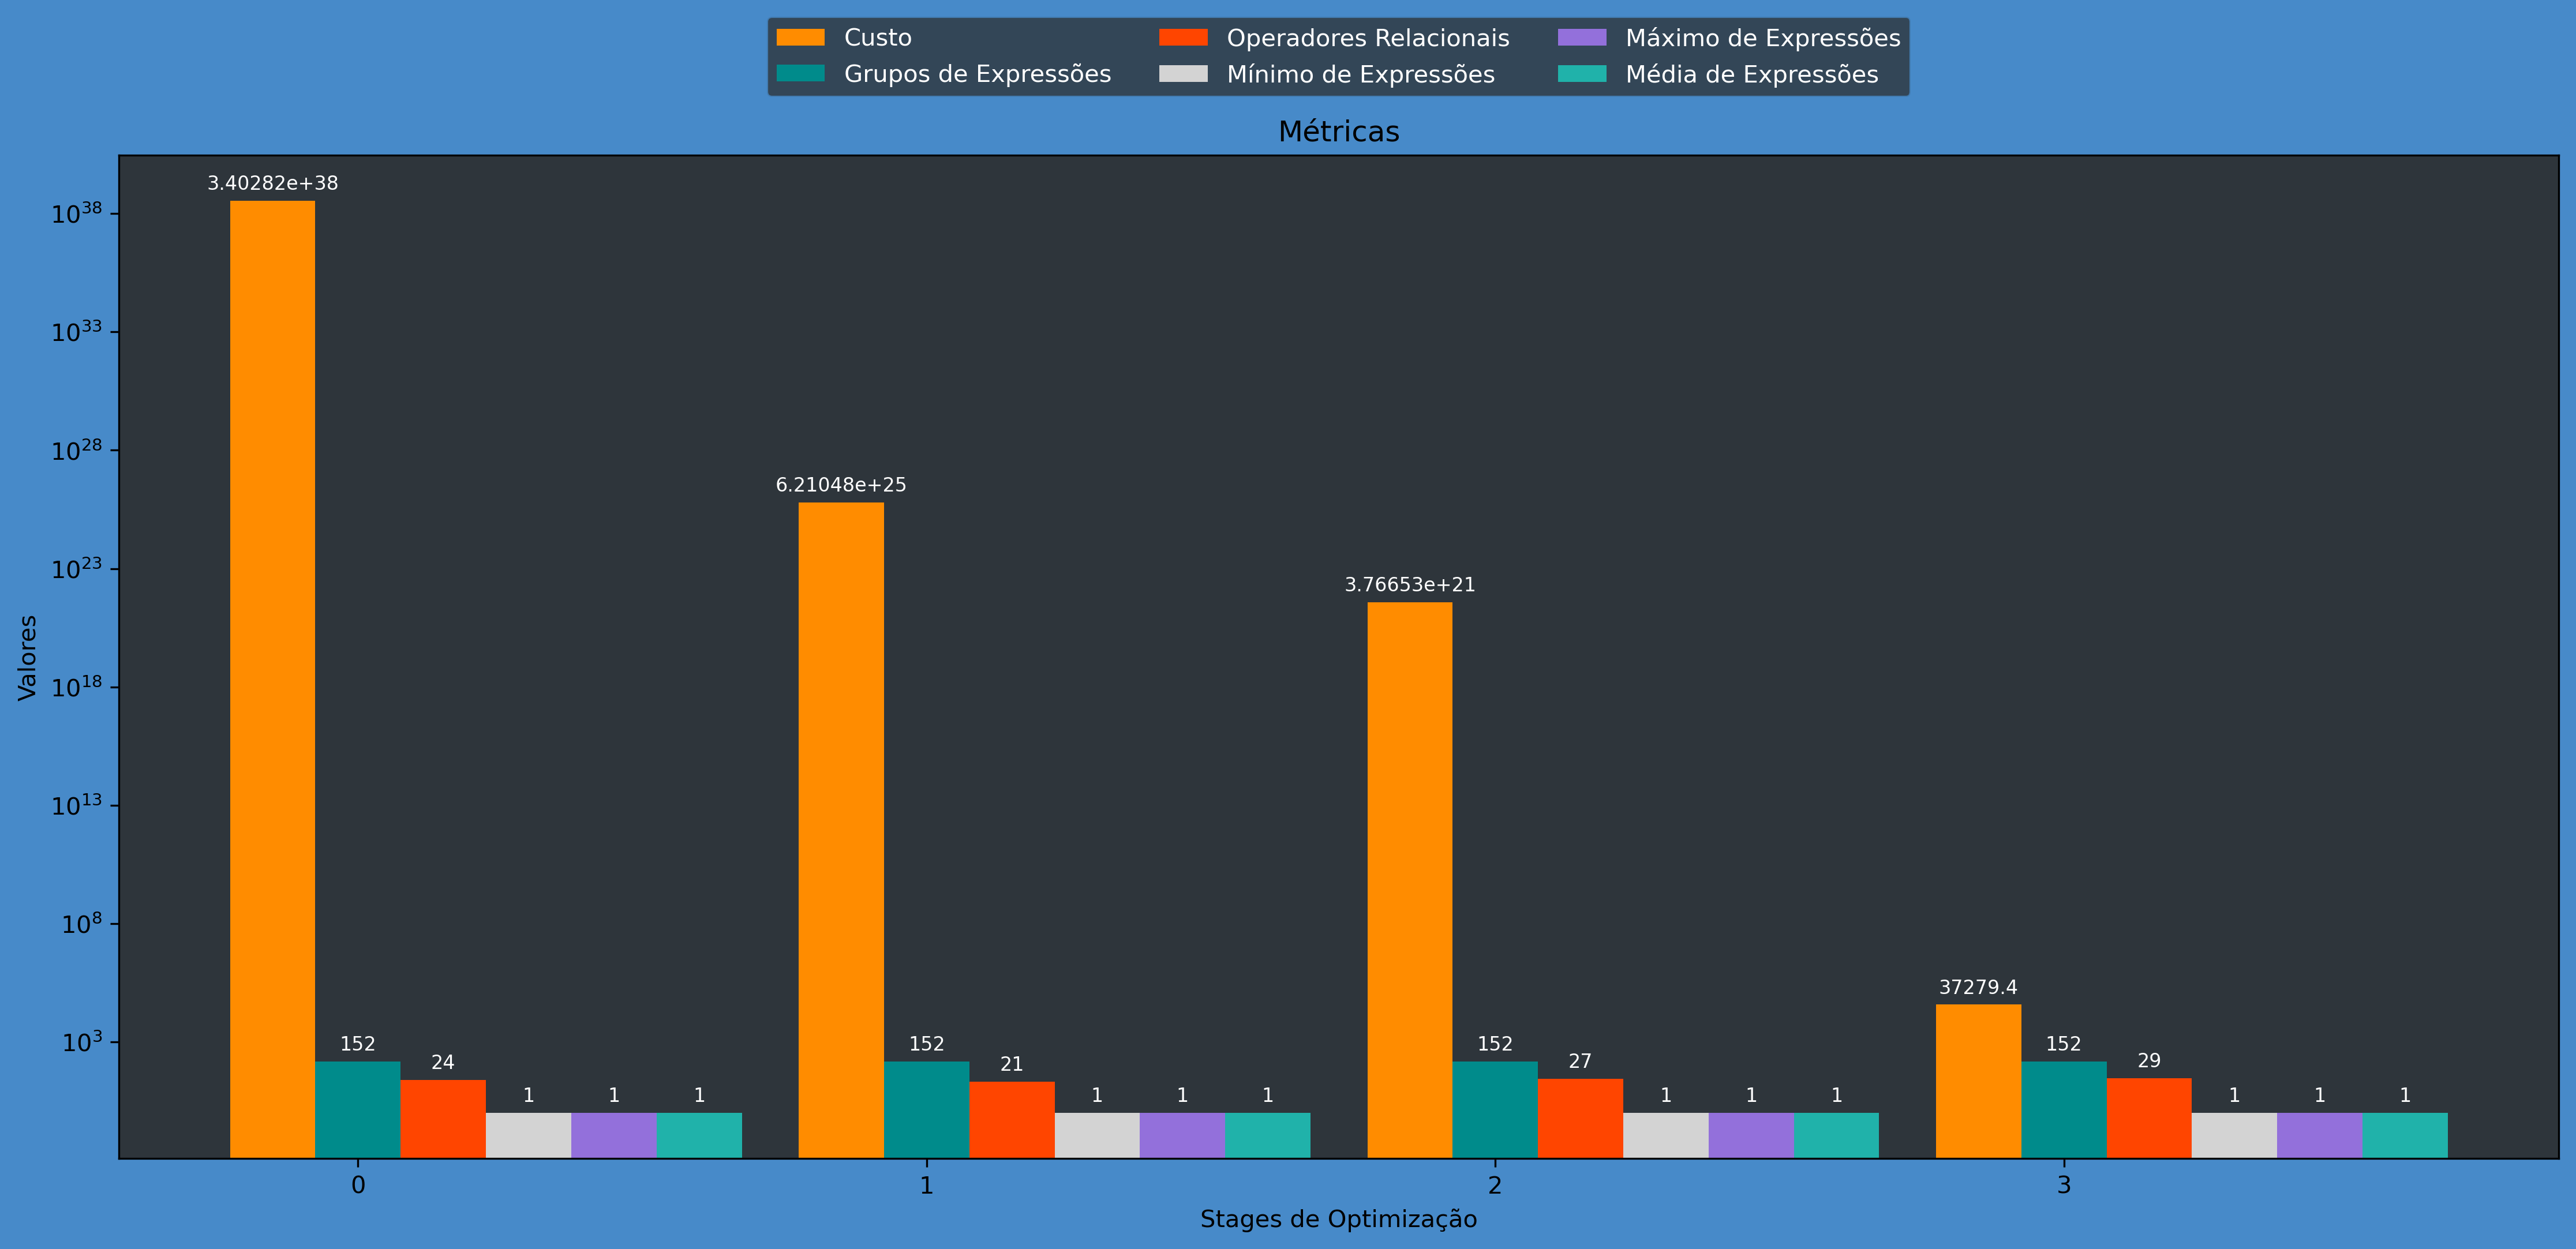 Custo
Grupos de Expressões
Operadores Relacionais
Mínimo de Expressões
Máximo de Expressões
Média de Expressões
Métricas
Valores
10^38
10^33
10^28
10^23
10^18
10^13
10^8
10^3
3.40282e+38
152
24
1
1
1
6.21048e+25
152
21
1
1
1
3.76653e+21
152
27
1
1
1
37279.4
152
29
1
1
1
0
1
2
3
Stages de Optimização